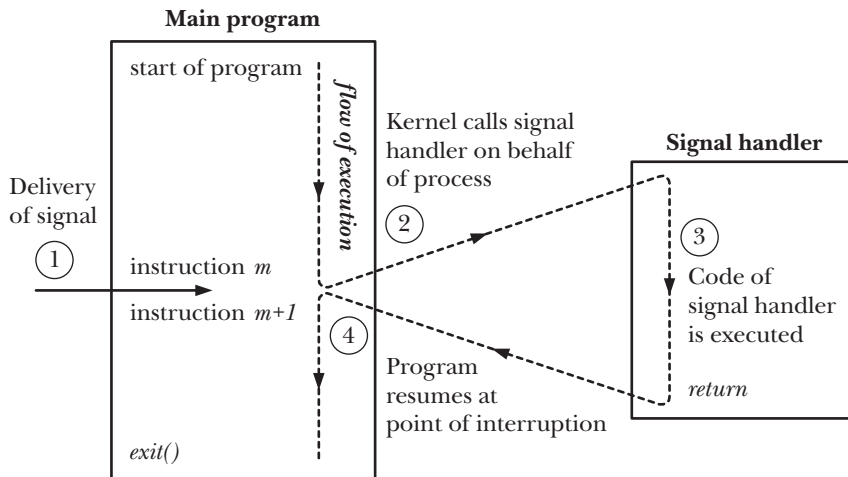 Main program
start of program
flow of execution
Kernel calls signal
handler on behalf
of process
Signal handler
Delivery
of signal
1
2
3
instruction m
instruction m+1
Code of
signal handler
is executed
4
Program
resumes at
point of interruption
return
exit()